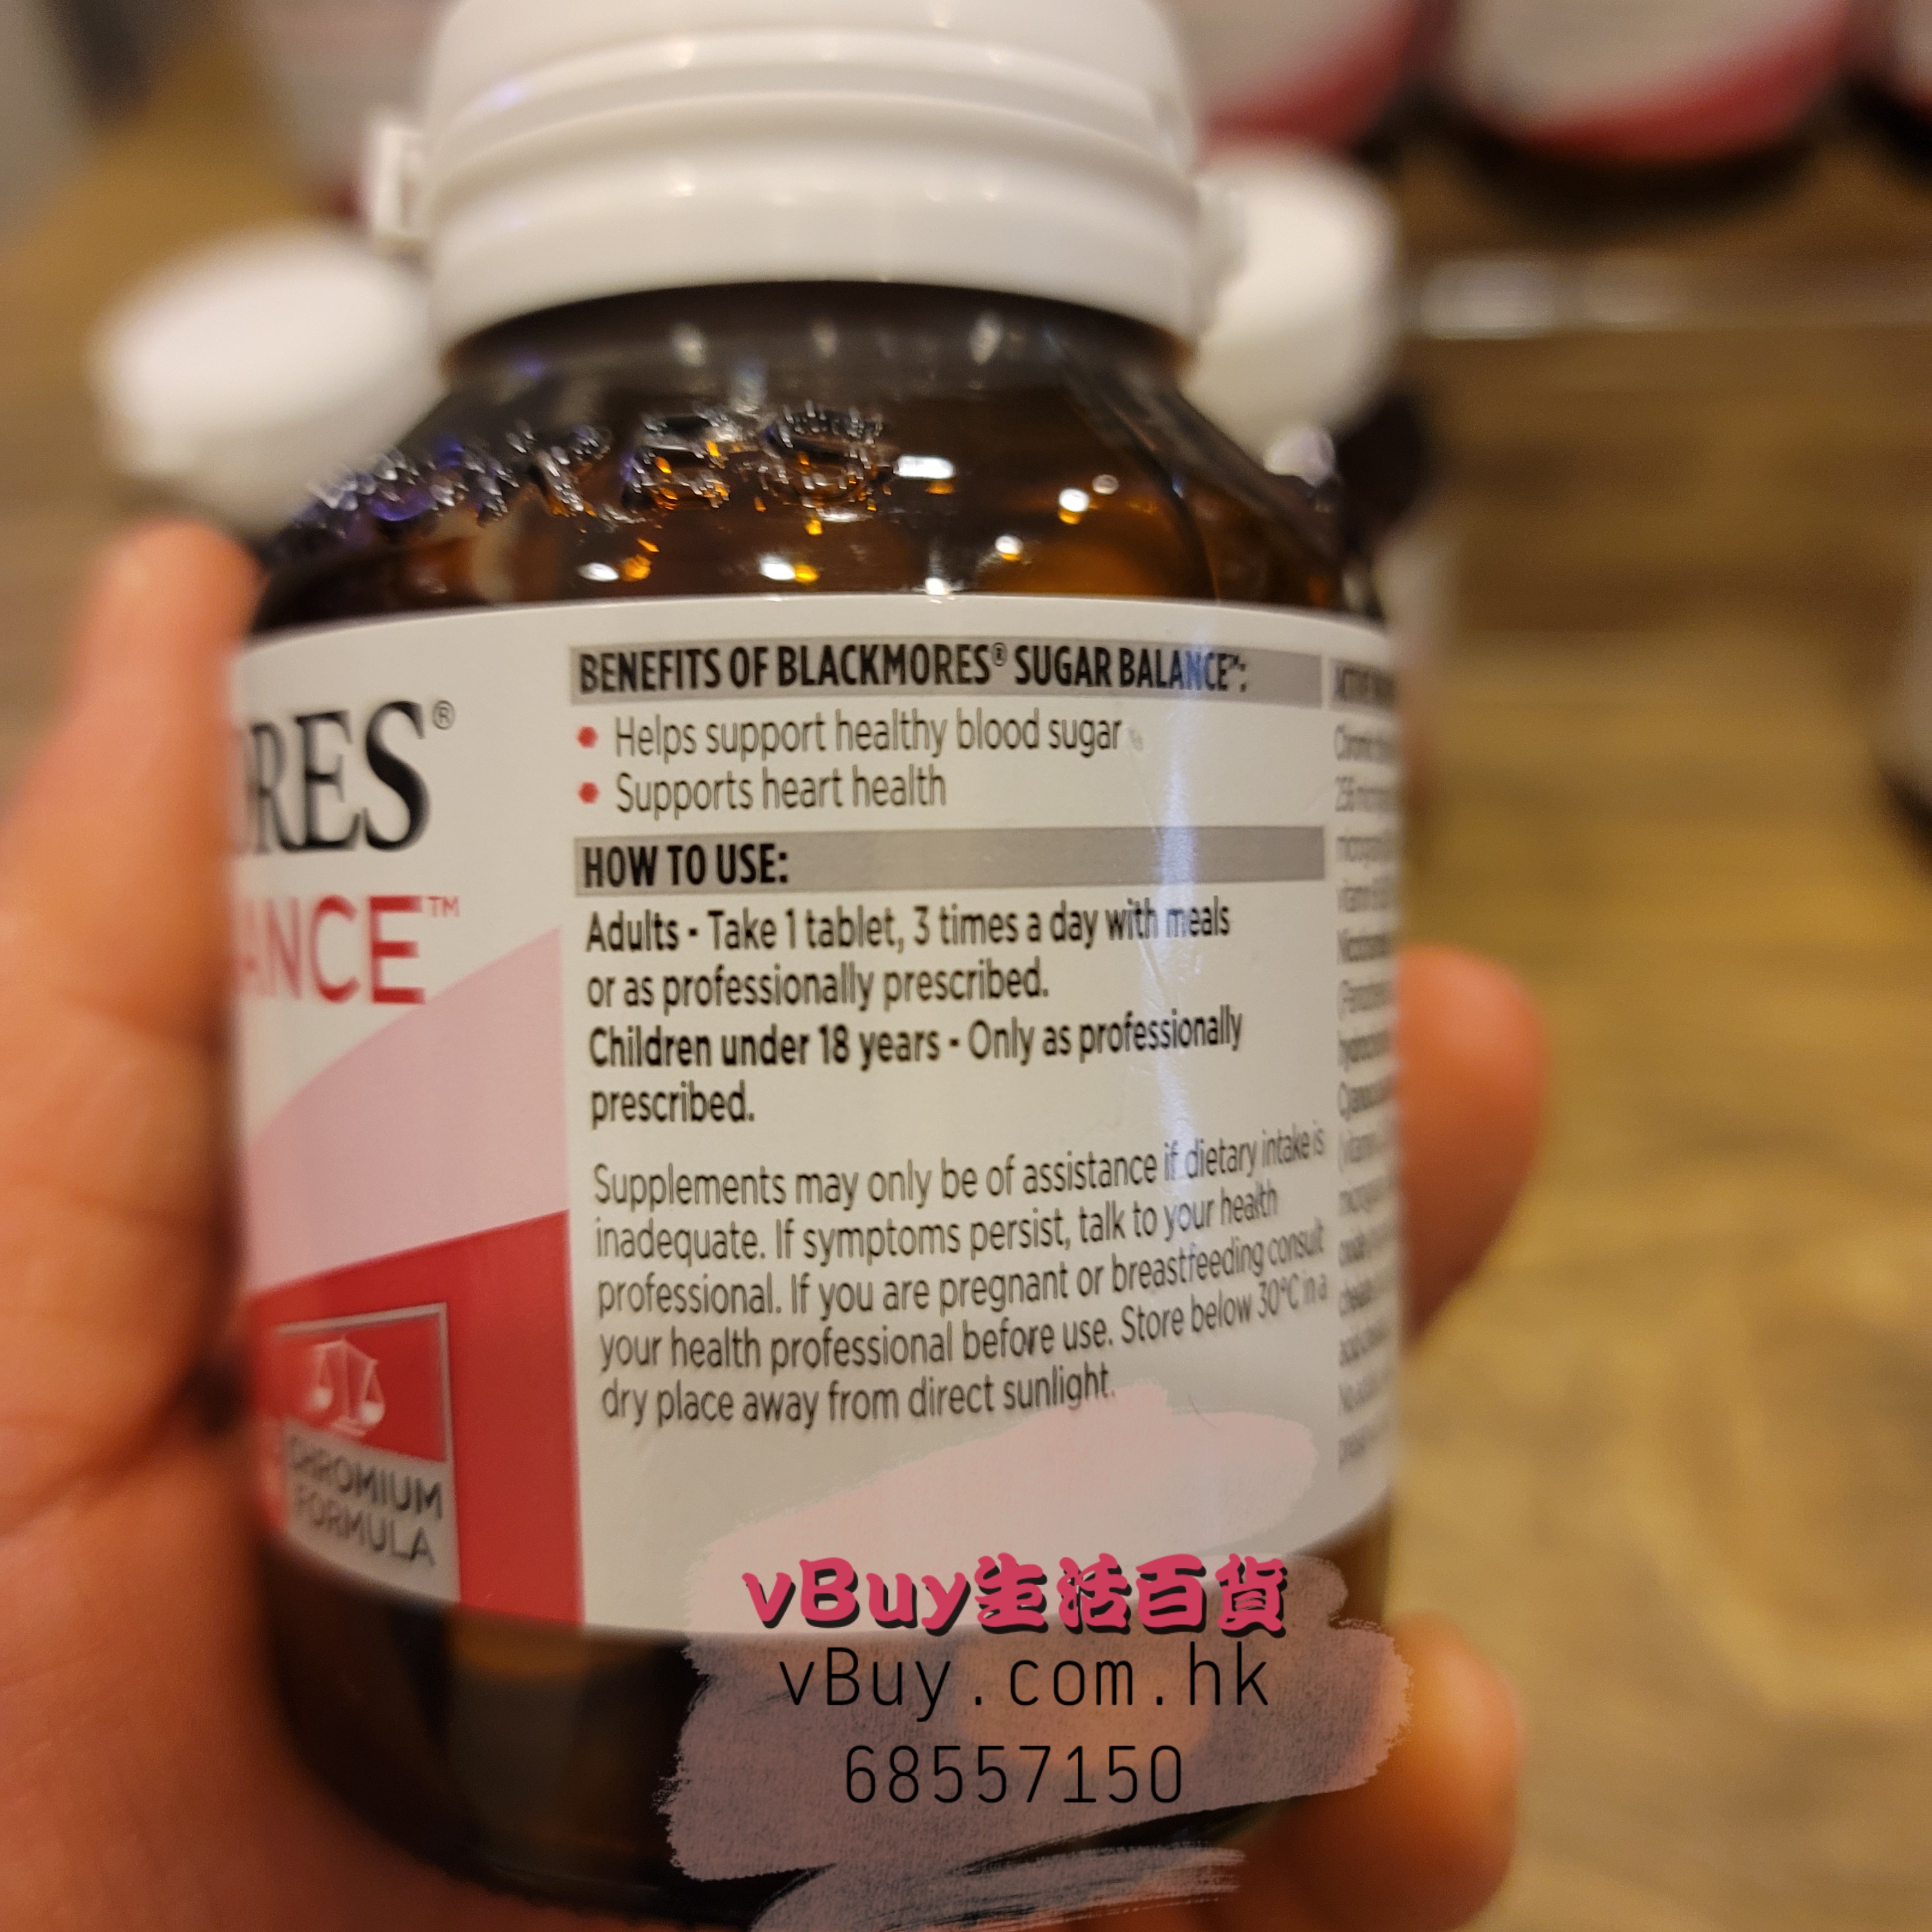 ORES®
ANCE™
CHROMIUM
FORMULA
BENEFITS OF BLACKMORES® SUGAR BALANCE™:
• Helps support healthy blood sugar
• Supports heart health
HOW TO USE:
Adults - Take 1 tablet, 3 times a day with meals
or as professionally prescribed.
Children under 18 years - Only as professionally
prescribed.
Supplements may only be of assistance if dietary intake is
inadequate. If symptoms persist, talk to your health
professional. If you are pregnant or breastfeeding consult
your health professional before use. Store below 30°C in a
dry place away from direct sunlight.
vBuy生活百貨
vBuy.com.hk
68557150